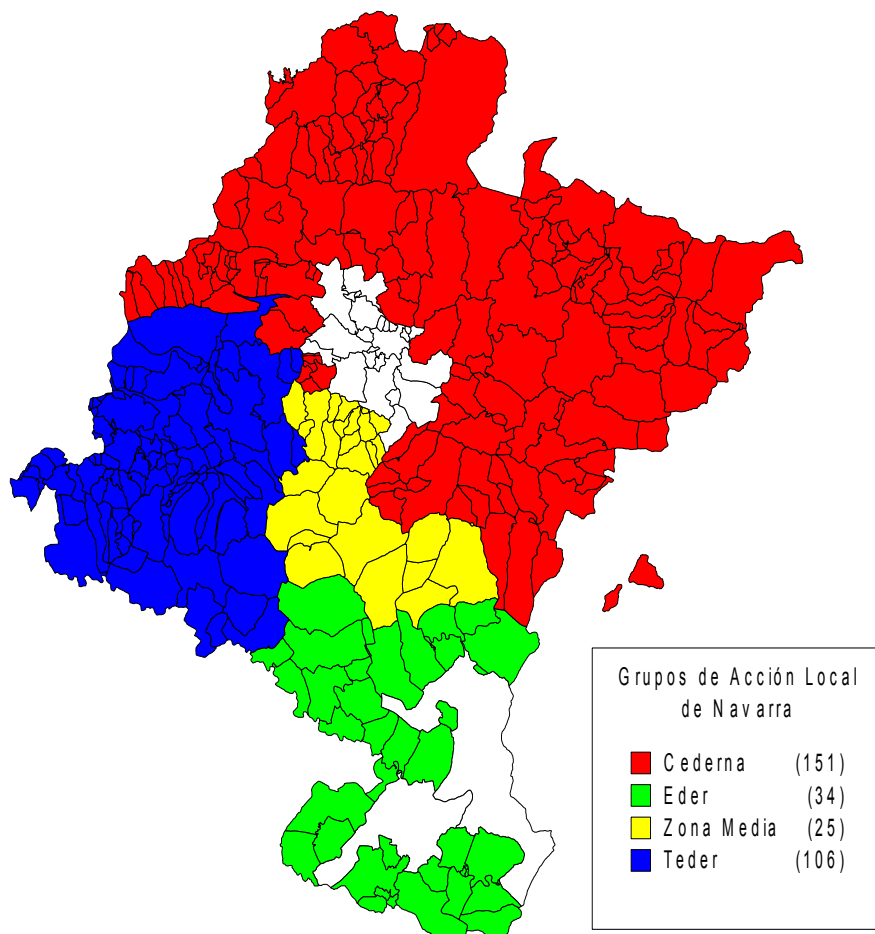 Grupos de Acción Local
de Navarra
Cederna (151)
Eder (34)
Zona Media (25)
Teder (106)